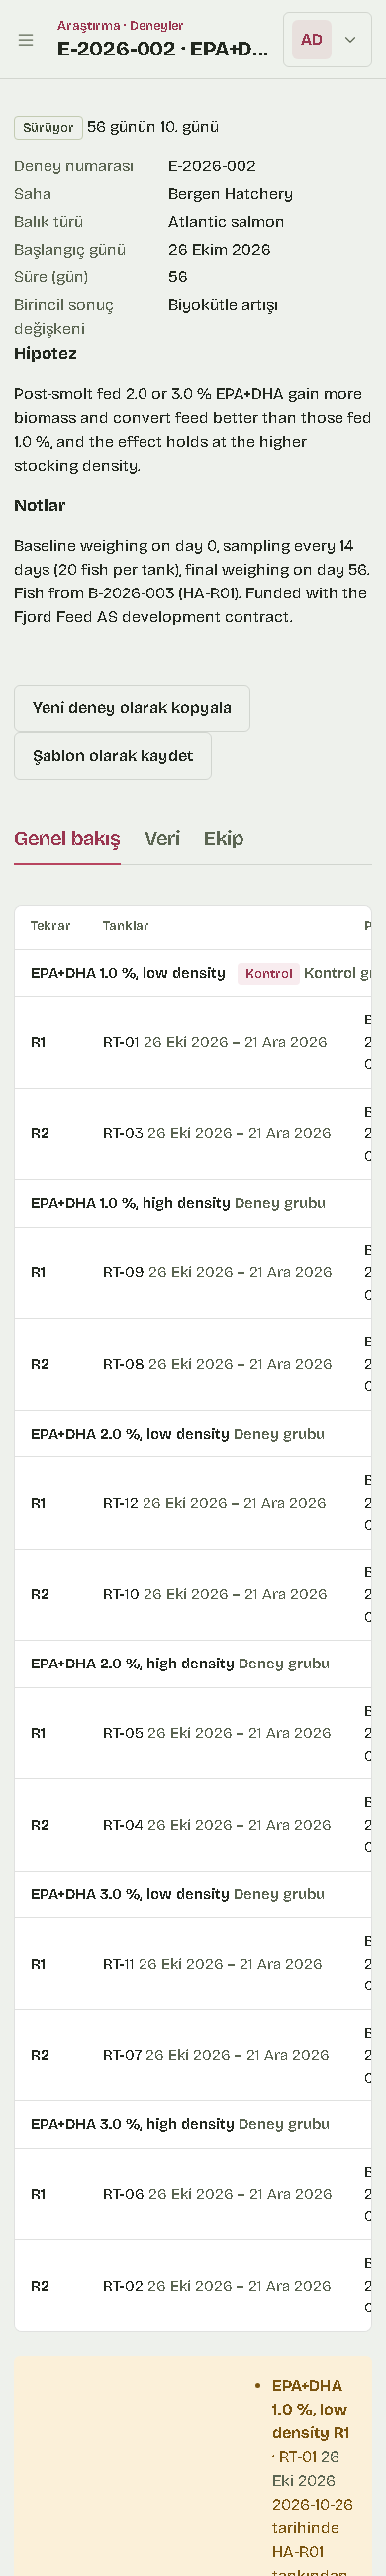 Araştırma · Deneyler
E-2026-002 · EPA+D...
AD
Sürüyor 56 günün 10. günü
Deney numarası E-2026-002
Saha Bergen Hatchery
Balık türü Atlantic salmon
Başlangıç günü 26 Ekim 2026
Süre (gün) 56
Birincil sonuç değişkeni Biyokütle artışı
Hipotez
Post-smolt fed 2.0 or 3.0 % EPA+DHA gain more
biomass and convert feed better than those fed
1.0 %, and the effect holds at the higher
stocking density.
Notlar
Baseline weighing on day 0, sampling every 14
days (20 fish per tank), final weighing on day 56.
Fish from B-2026-003 (HA-R01). Funded with the
Fjord Feed AS development contract.
Yeni deney olarak kopyala
Şablon olarak kaydet
Genel bakış Veri Ekip
Tekrar Tanklar
EPA+DHA 1.0 %, low density Kontrol Kontrol
R1 RT-01 26 Eki 2026 – 21 Ara 2026
R2 RT-03 26 Eki 2026 – 21 Ara 2026
EPA+DHA 1.0 %, high density Deney grubu
R1 RT-09 26 Eki 2026 – 21 Ara 2026
R2 RT-08 26 Eki 2026 – 21 Ara 2026
EPA+DHA 2.0 %, low density Deney grubu
R1 RT-12 26 Eki 2026 – 21 Ara 2026
R2 RT-10 26 Eki 2026 – 21 Ara 2026
EPA+DHA 2.0 %, high density Deney grubu
R1 RT-05 26 Eki 2026 – 21 Ara 2026
R2 RT-04 26 Eki 2026 – 21 Ara 2026
EPA+DHA 3.0 %, low density Deney grubu
R1 RT-11 26 Eki 2026 – 21 Ara 2026
R2 RT-07 26 Eki 2026 – 21 Ara 2026
EPA+DHA 3.0 %, high density Deney grubu
R1 RT-06 26 Eki 2026 – 21 Ara 2026
R2 RT-02 26 Eki 2026 – 21 Ara 2026
• EPA+DHA
1.0 %, low
density R1
· RT-01 26
Eki 2026
2026-10-26
tarihinde
HA-R01